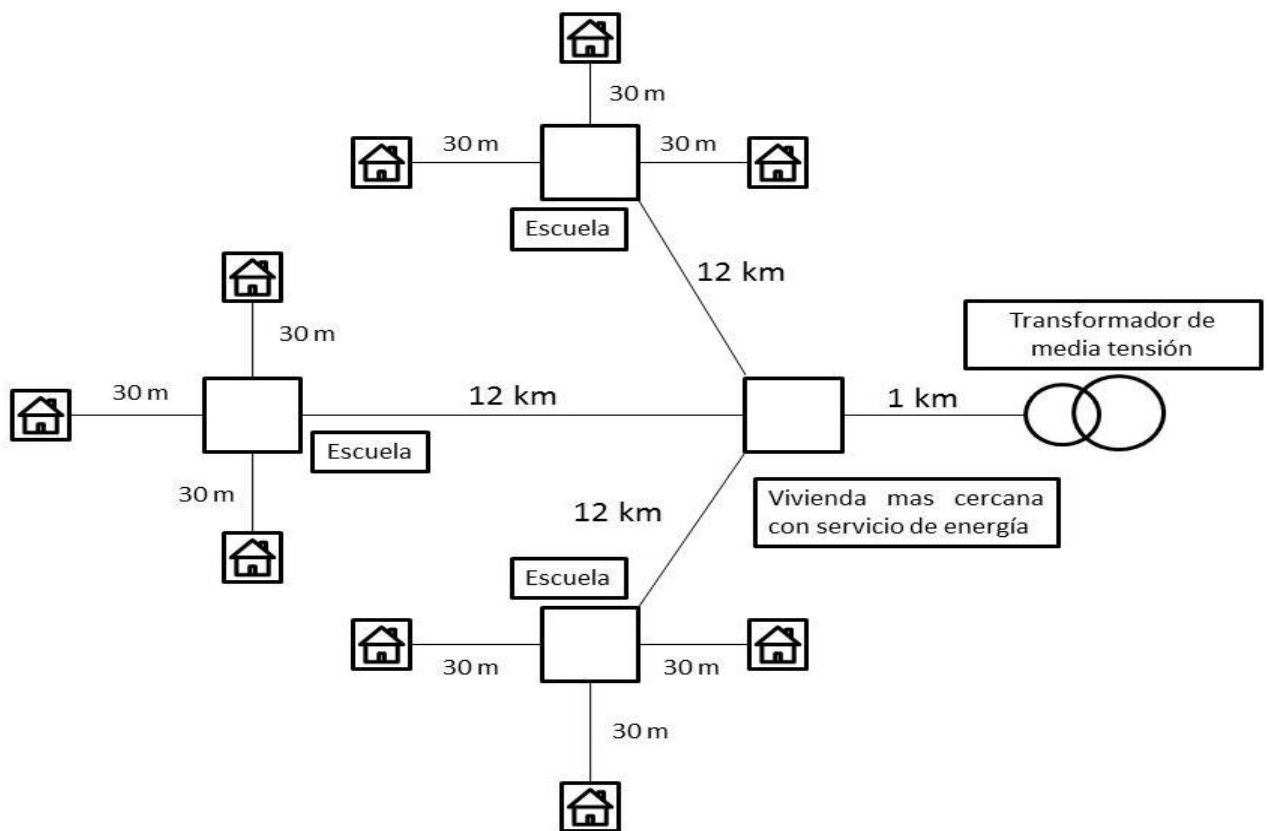 30 m
30 m
30 m
Escuela
12 km
30 m
Transformador de
media tensión
30 m
12 km
1 km
Escuela
30 m
Vivienda mas cercana
con servicio de energía
12 km
Escuela
30 m
30 m
30 m